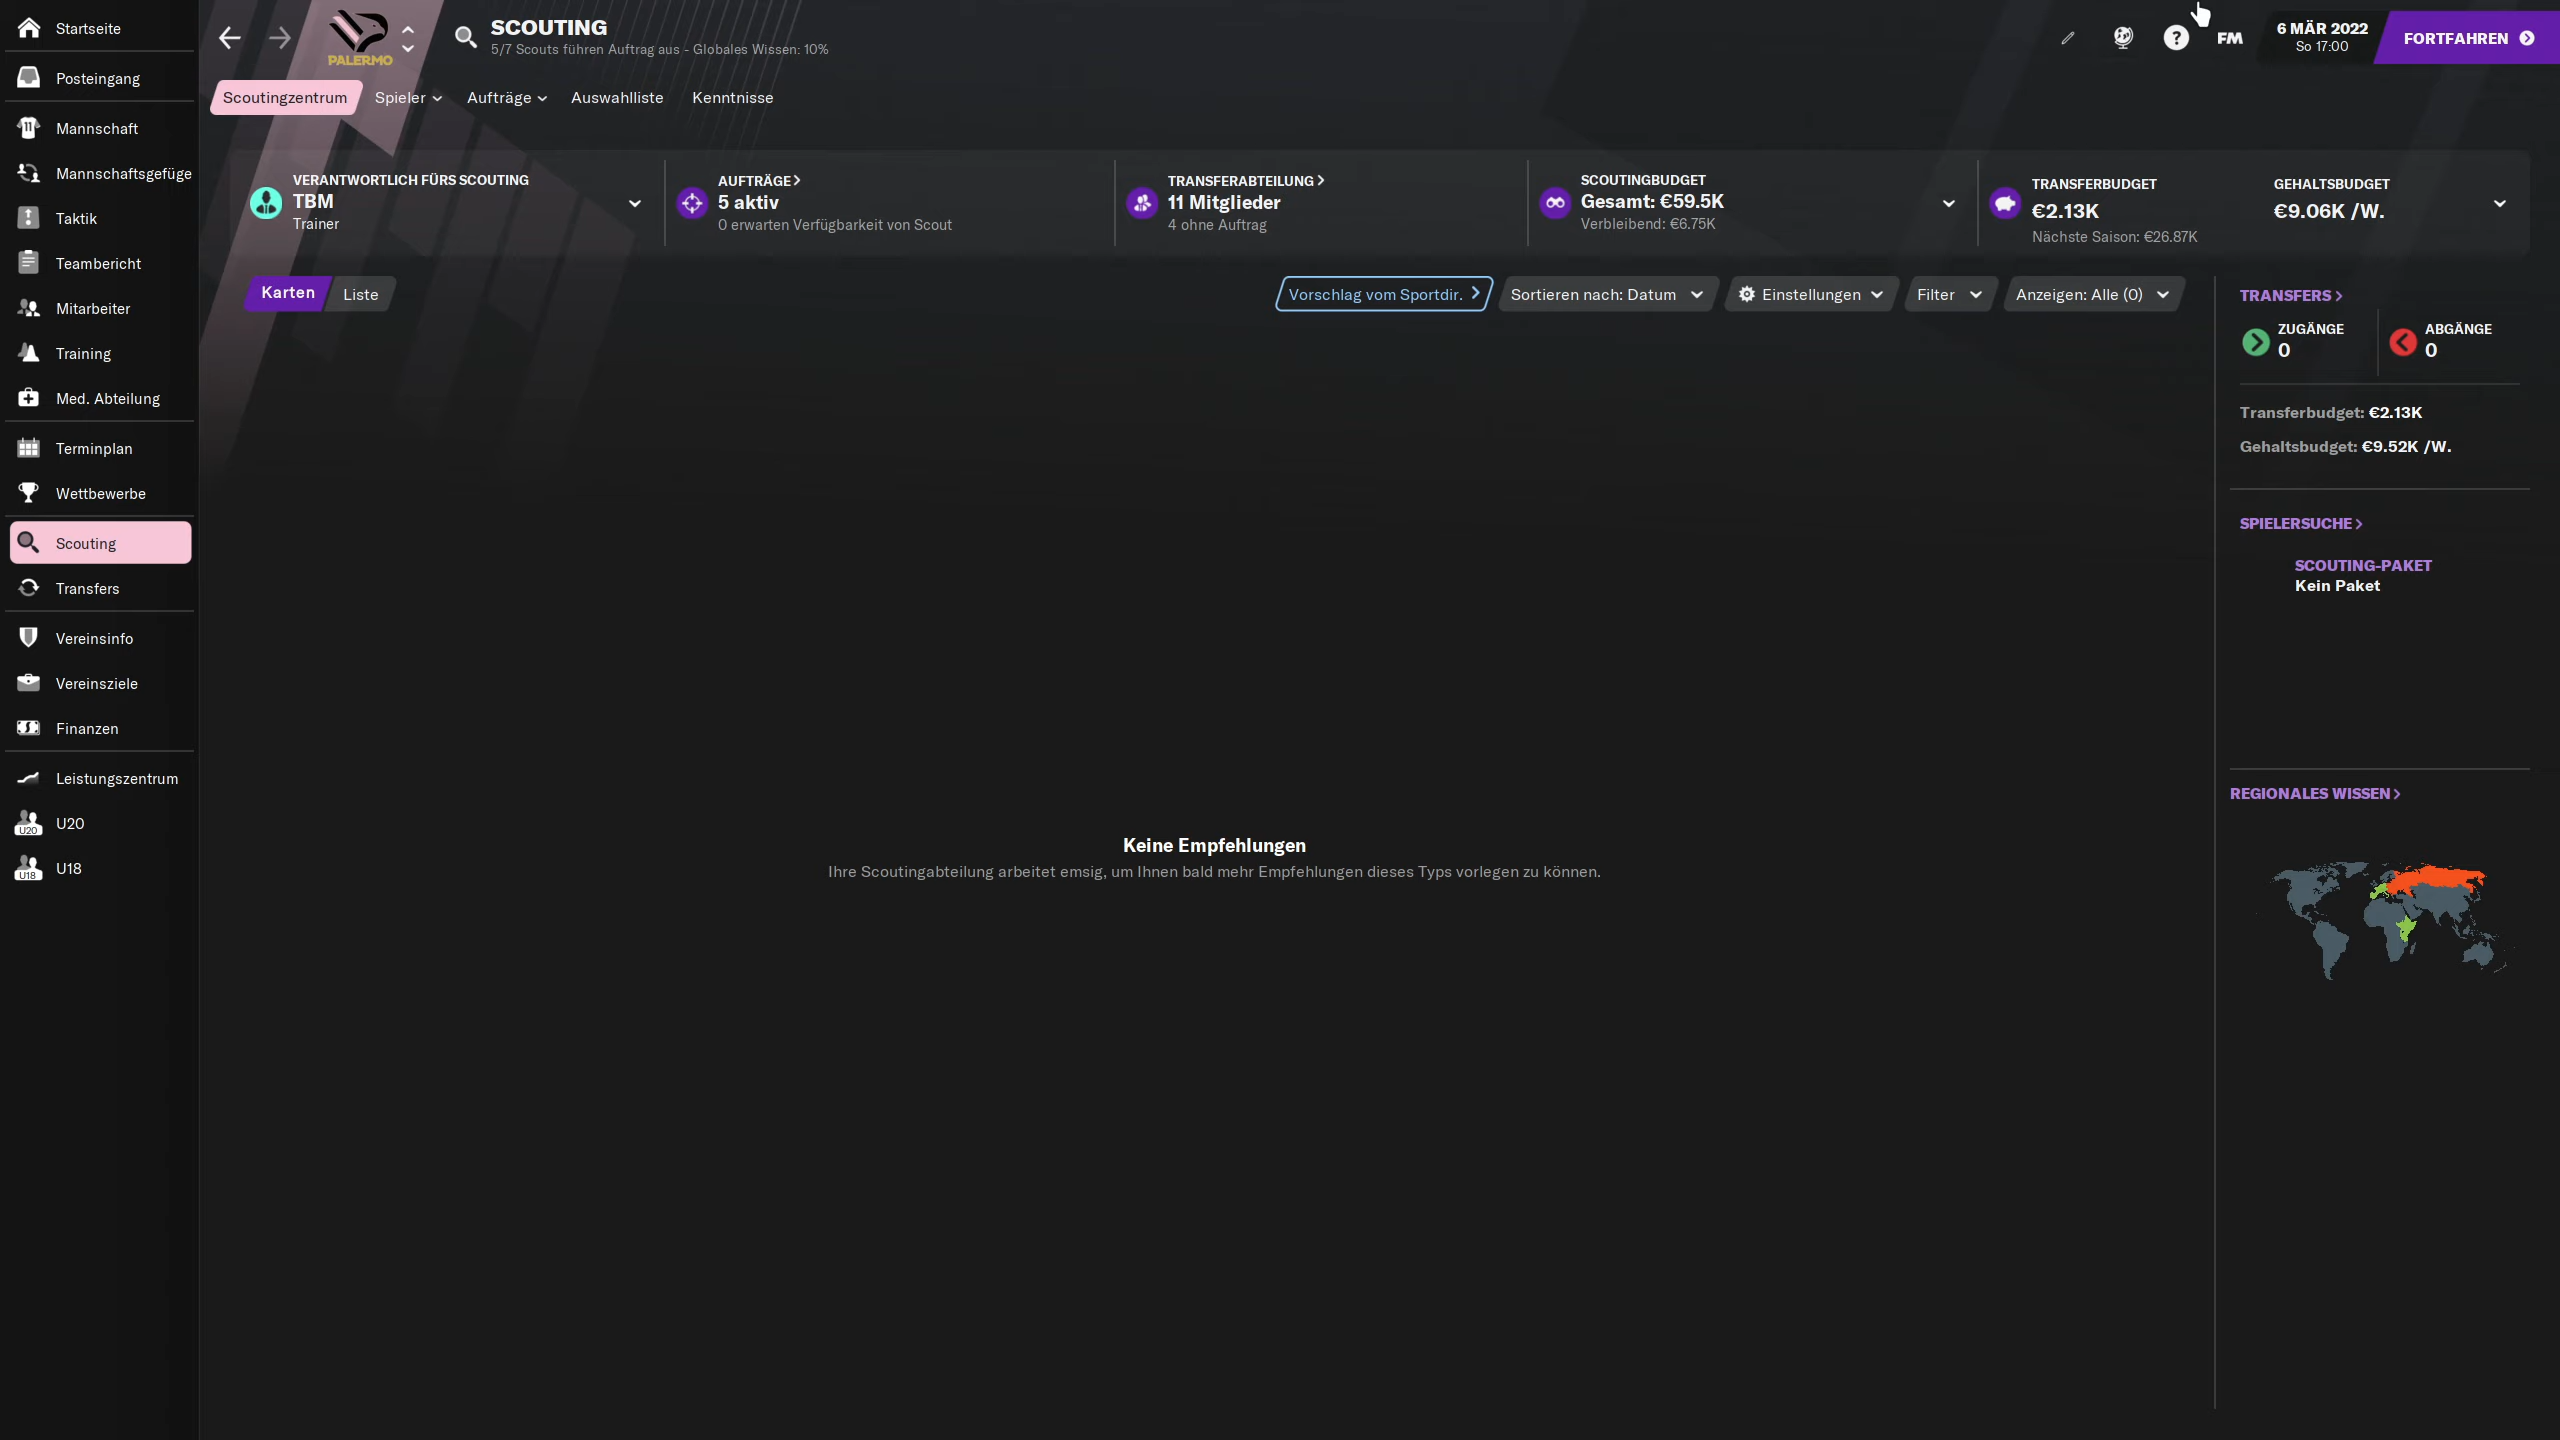 Startseite
Posteingang
Mannschaft
Mannschaftsgefüge
Taktik
Teambericht
Mitarbeiter
Training
Med. Abteilung
Terminplan
Wettbewerbe
Scouting
Transfers
Vereinsinfo
Vereinsziele
Finanzen
Leistungszentrum
U20
U20
U18
U18
PALERMO
SCOUTING
5/7 Scouts führen Auftrag aus - Globales Wissen: 10%
FM
6 MÄR 2022
So 17:00
FORTFAHREN
Scoutingzentrum
Spieler
Aufträge
Auswahlliste
Kenntnisse
VERANTWORTLICH FÜRS SCOUTING
TBM
Trainer
AUFTRÄGE
5 aktiv
0 erwarten Verfügbarkeit von Scout
TRANSFERABTEILUNG
11 Mitglieder
4 ohne Auftrag
SCOUTINGBUDGET
Gesamt: €59.5K
Verbleibend: €6.75K
TRANSFERBUDGET
€2.13K
Nächste Saison: €26.87K
GEHALTSBUDGET
€9.06K /W.
Karten
Liste
Vorschlag vom Sportdir.
Sortieren nach: Datum
Einstellungen
Filter
Anzeigen: Alle (0)
Keine Empfehlungen
Ihre Scoutingabteilung arbeitet emsig, um Ihnen bald mehr Empfehlungen dieses Typs vorlegen zu können.
TRANSFERS
ZUGÄNGE
0
ABGÄNGE
0
Transferbudget: €2.13K
Gehaltsbudget: €9.52K /W.
SPIELERSUCHE
SCOUTING-PAKET
Kein Paket
REGIONALES WISSEN